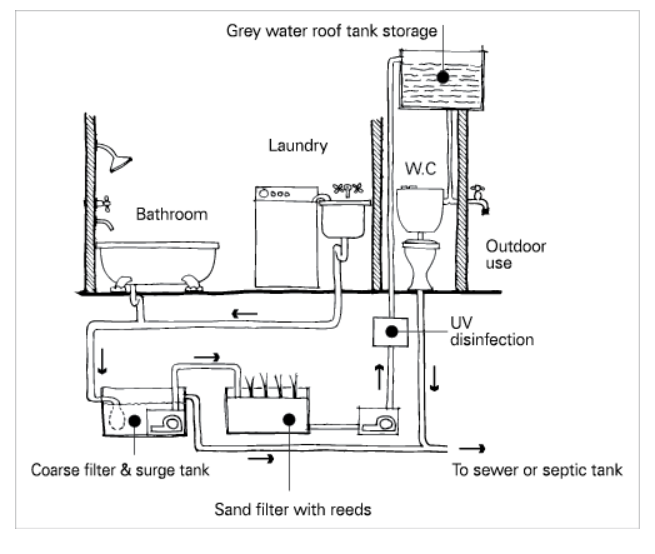 Grey water roof tank storage
Laundry
W.C
Bathroom
Outdoor
use
UV
disinfection
Coarse filter & surge tank
To sewer or septic tank
Sand filter with reeds